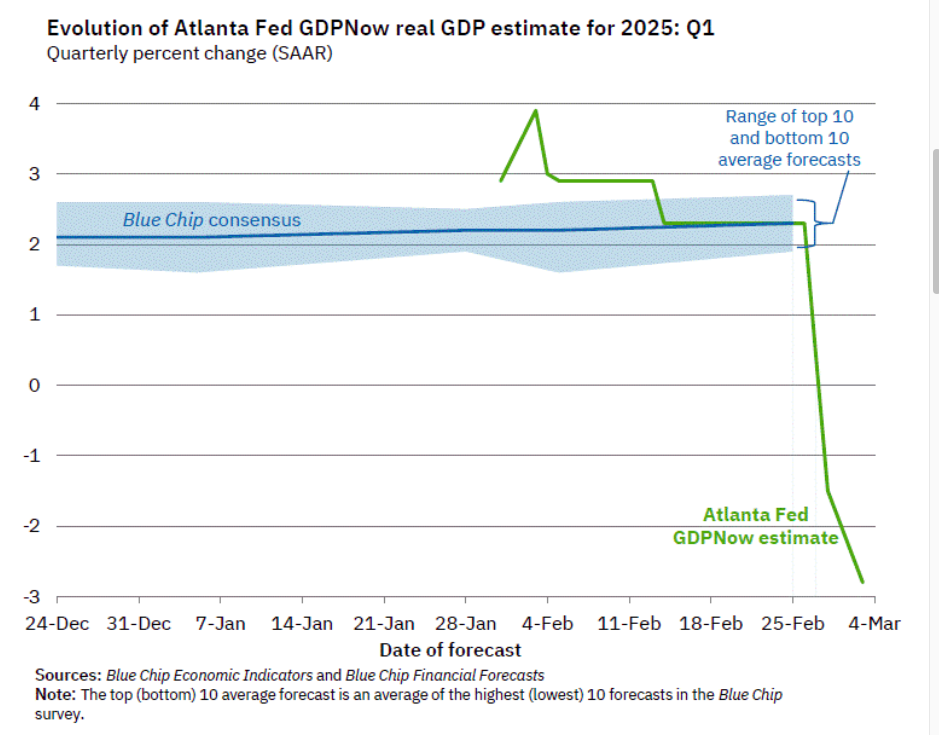 Evolution of Atlanta Fed GDPNow real GDP estimate for 2025: Q1
Quarterly percent change (SAAR)
4
3
2
1
0
-1
-2
-3
Range of top 10
and bottom 10
average forecasts
Blue Chip consensus
Atlanta Fed
GDPNow estimate
24-Dec 31-Dec 7-Jan 14-Jan 21-Jan 28-Jan 4-Feb 11-Feb 18-Feb 25-Feb 4-Mar
Date of forecast
Sources: Blue Chip Economic Indicators and Blue Chip Financial Forecasts
Note: The top (bottom) 10 average forecast is an average of the highest (lowest) 10 forecasts in the Blue Chip
survey.